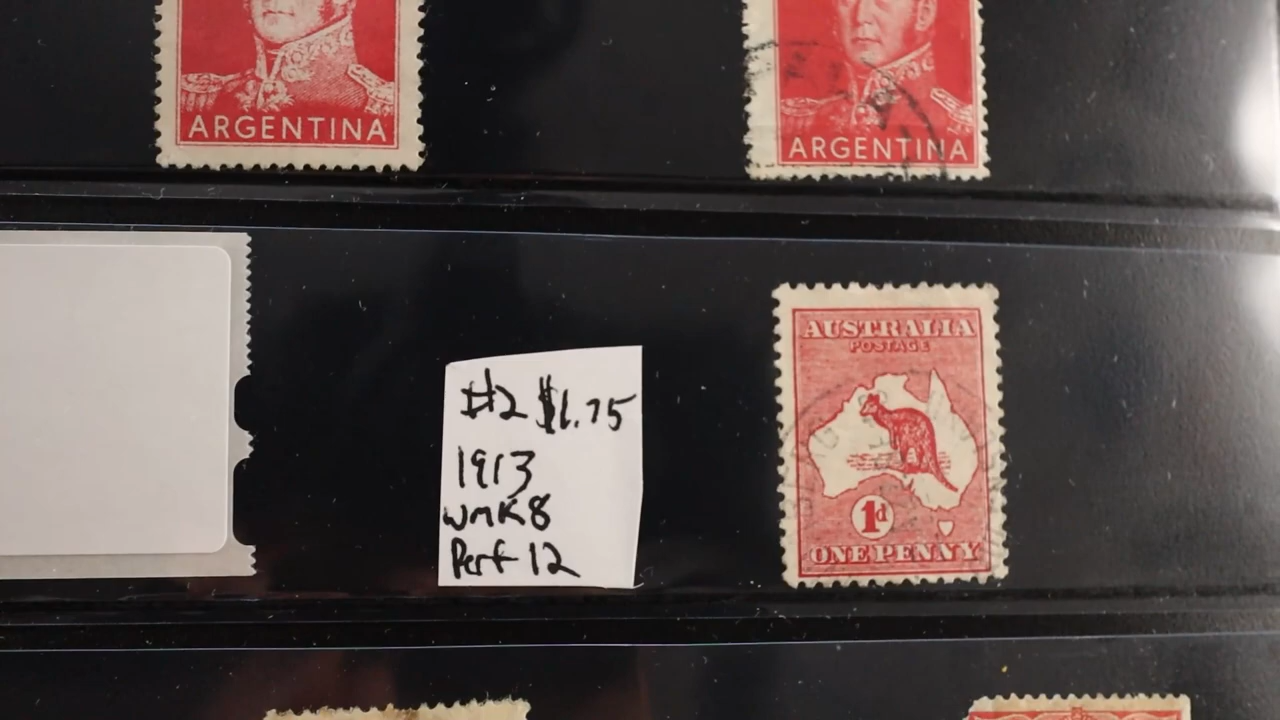 ARGENTINA
ARGENTINA
#2 $1.75
1913
WMK8
Perf 12
AUSTRALIA
POSTAGE
1d
ONE PENNY